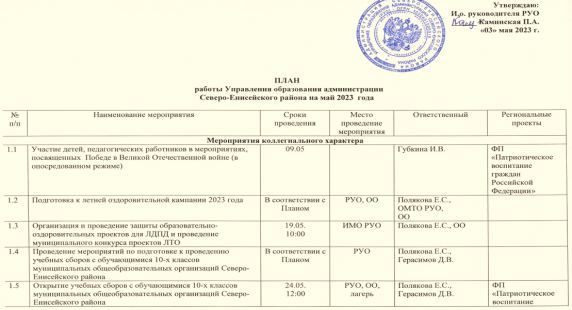 Утверждаю:
И.о. руководителя РУО
Каминская П.А.
«03» мая 2023 г.
ПЛАН
работы Управления образования администрации
Северо-Енисейского района на май 2023 года
№ п/п
Наименование мероприятия
Сроки проведения
Место проведение мероприятия
Ответственный
Региональные проекты
Мероприятия коллегиального характера
1.1
Участие детей, педагогических работников в мероприятиях,
посвященных Победе в Великой Отечественной войне (в
опосредованном режиме)
09.05
Губкина И.В.
ФП
«Патриотическое
воспитание
граждан
Российской
Федерации»
1.2
Подготовка к летней оздоровительной кампании 2023 года
В соответствии с
Планом
РУО, ОО
Полякова Е.С.,
ОМТО РУО,
ОО
1.3
Организация и проведение защиты образовательно-
оздоровительных проектов для ЛДПД и проведение
муниципального конкурса проектов ЛТО
19.05.
10:00
ИМО РУО
Полякова Е.С., ОО
1.4
Проведение мероприятий по подготовке к проведению
учебных сборов с обучающимися 10-х классов
муниципальных общеобразовательных организаций Северо-
Енисейского района
В соответствии с
Планом
РУО
Полякова Е.С.,
Герасимов Д.В.
1.5
Открытие учебных сборов с обучающимися 10-х классов
муниципальных общеобразовательных организаций Северо-
Енисейского района
24.05.
12:00
РУО, ОО,
лагерь
Полякова Е.С.,
Герасимов Д.В.
ФП
«Патриотическое
воспитание